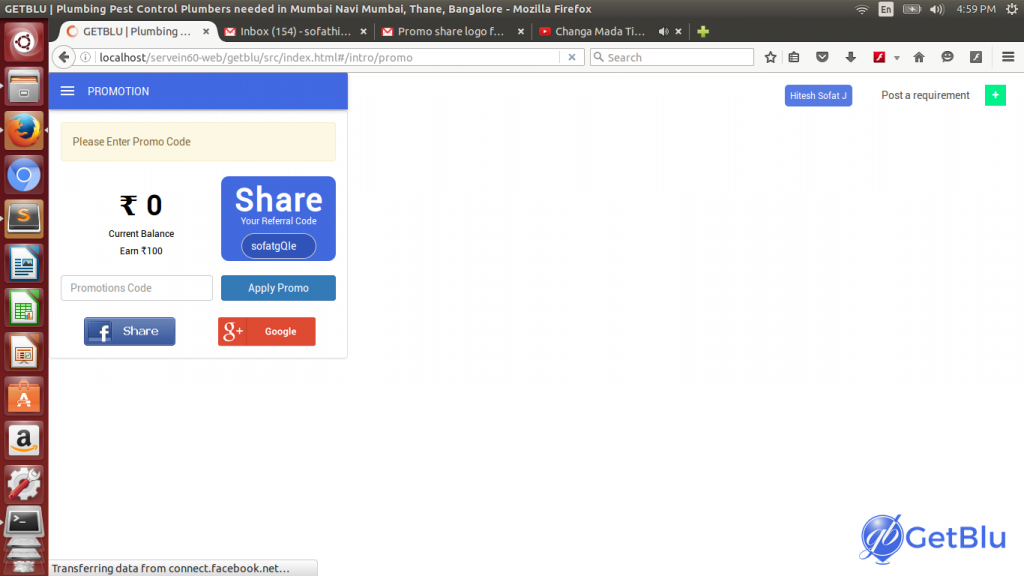 GETBLU | Plumbing Pest Control Plumbers needed in Mumbai Navi Mumbai, Thane, Bangalore - Mozilla Firefox
En
4:59 PM
GETBLU | Plumbing ...
Inbox (154) - sofathi...
Promo share logo f...
Changa Mada Ti...
localhost/servein60-web/getblu/src/index.html#/intro/promo
Search
PROMOTION
Hitesh Sofat J
Post a requirement
+
Please Enter Promo Code
₹ 0
Current Balance
Earn ₹100
Share
Your Referral Code
sofatgQIe
Promotions Code
Apply Promo
f Share
g+ Google
gb GetBlu
Transferring data from connect.facebook.net...